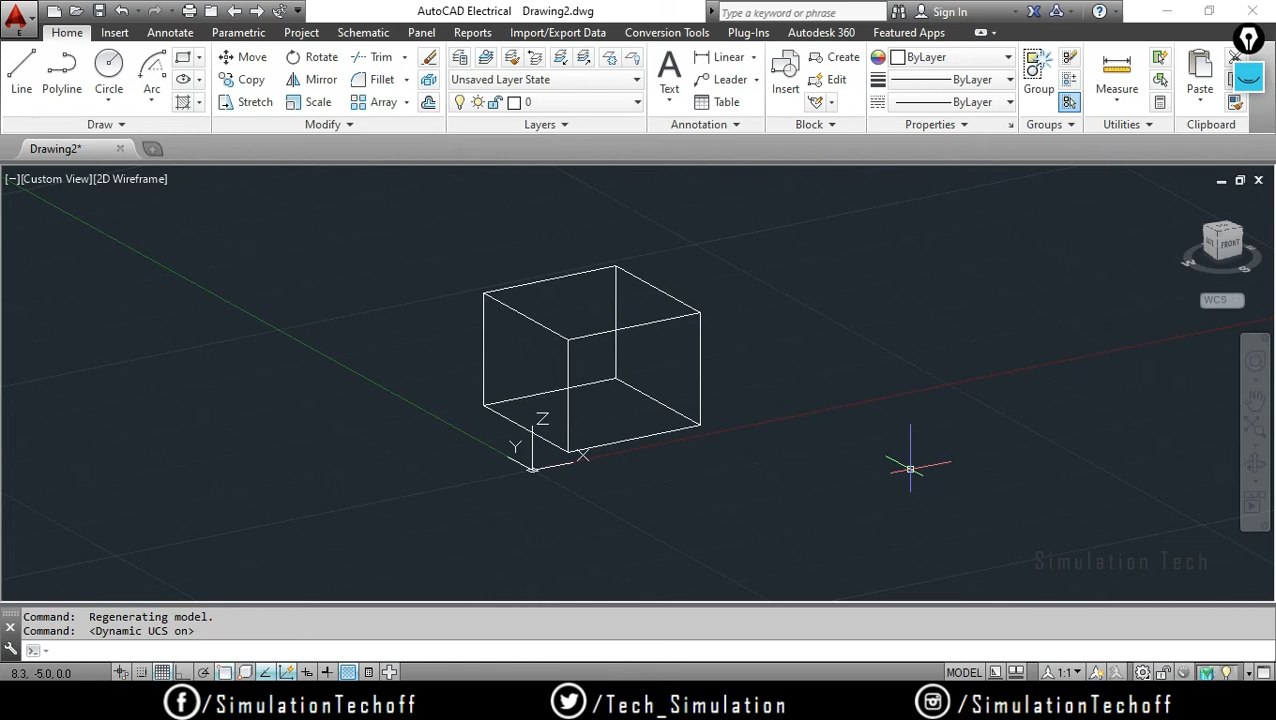 AutoCAD Electrical Drawing2.dwg
Type a keyword or phrase
Sign In
Home Insert Annotate Parametric Project Schematic Panel Reports Import/Export Data Conversion Tools Plug-Ins Autodesk 360 Featured Apps
Line Polyline Circle Arc
Move Rotate Trim
Copy Mirror Fillet
Stretch Scale Array
Unsaved Layer State
0
Text Linear
Leader
Table
Insert Create
Edit
ByLayer
ByLayer
ByLayer
Group Measure Paste
Draw Modify Layers Annotation Block Properties Groups Utilities Clipboard
Drawing2*
[−][Custom View][2D Wireframe]
FRONT
W S E
WCS
Z
Y
X
Simulation Tech
Command: Regenerating model.
Command: <Dynamic UCS on>
8.3, -5.0, 0.0
MODEL 1:1
/SimulationTechoff /Tech_Simulation /SimulationTechoff